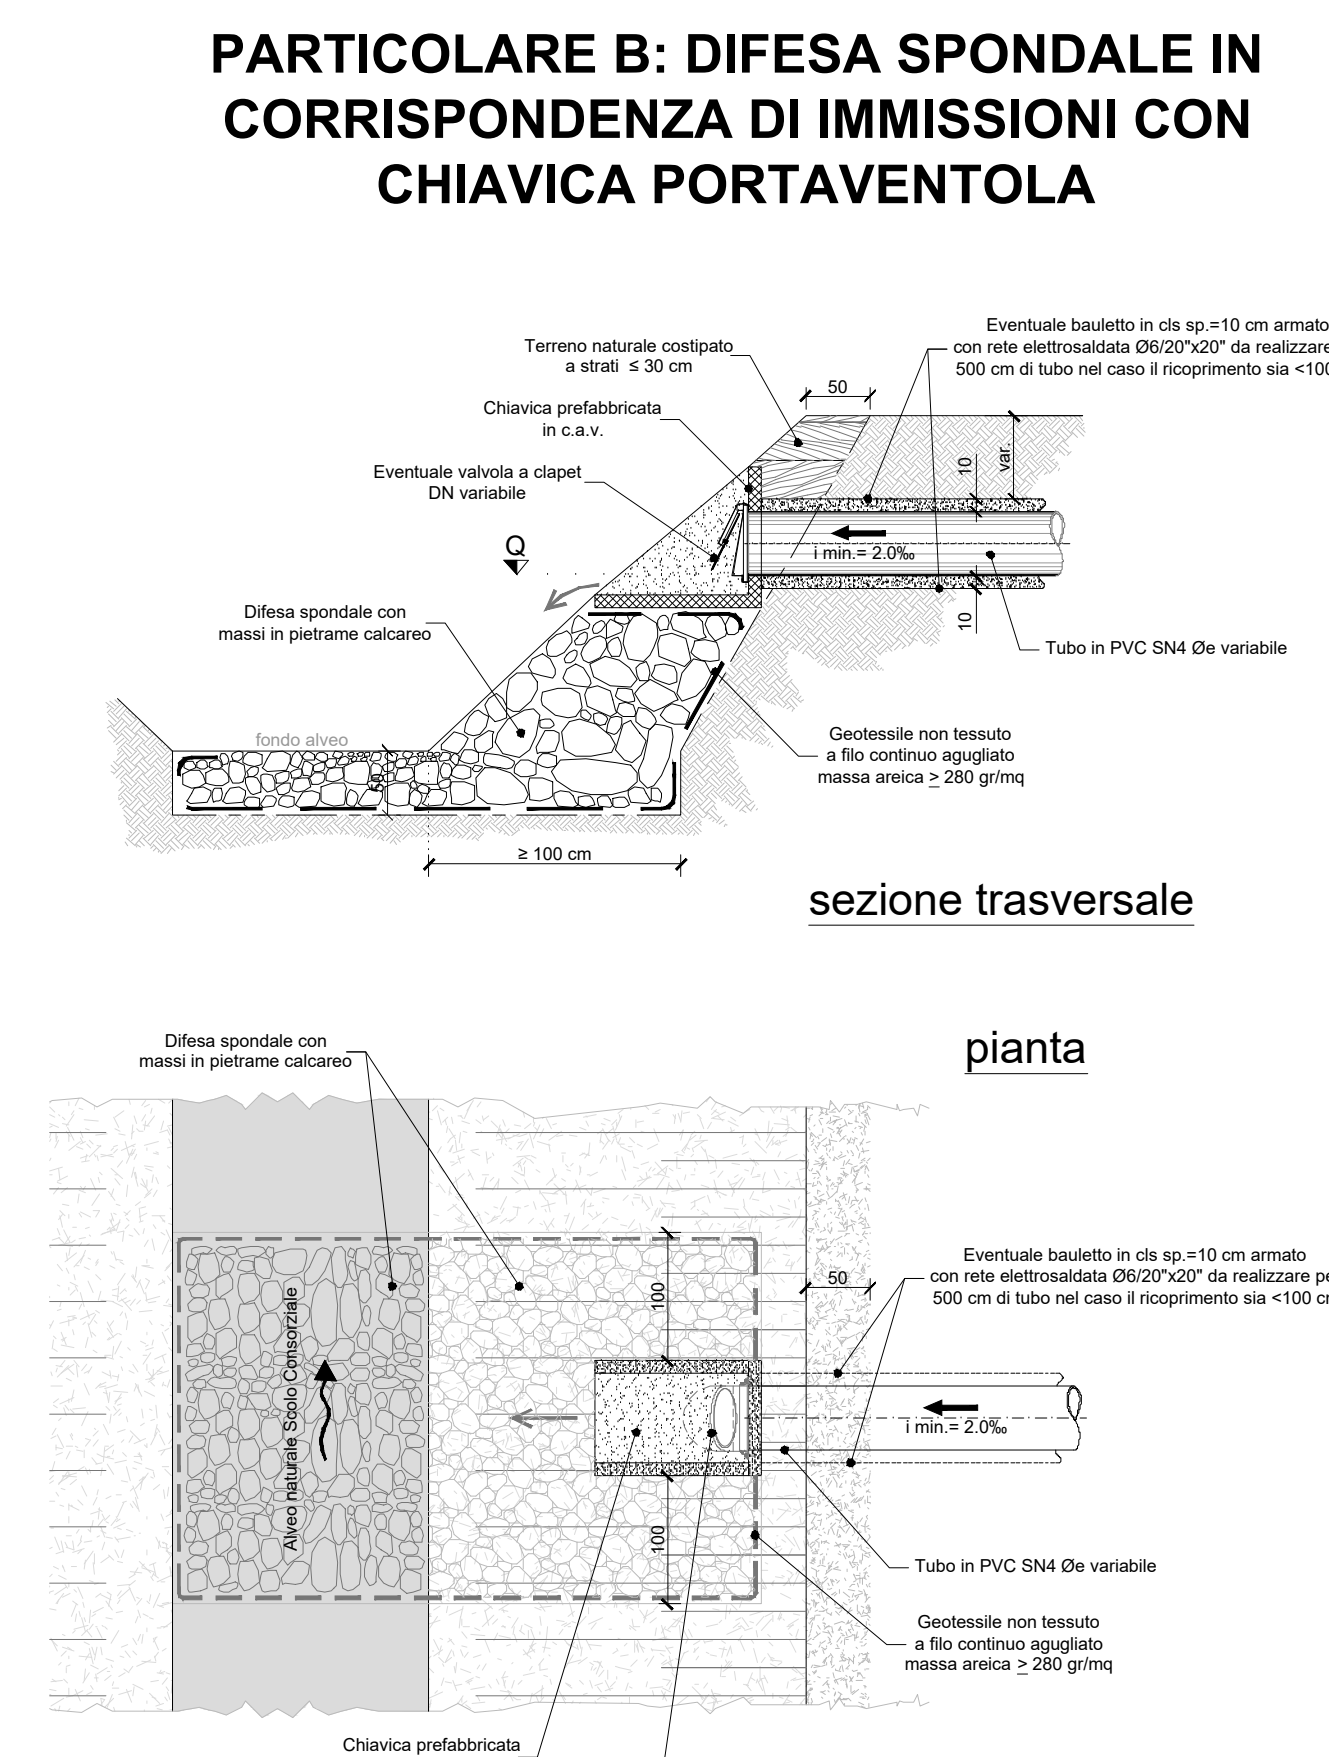 PARTICOLARE B: DIFESA SPONDALE IN
CORRISPONDENZA DI IMMISSIONI CON
CHIAVICA PORTAVENTOLA
Eventuale bauletto in cls sp.=10 cm armato
con rete elettrosaldata Ø6/20"x20" da realizzare
500 cm di tubo nel caso il ricoprimento sia <100
Terreno naturale costipato
a strati ≤ 30 cm
50
Chiavica prefabbricata
in c.a.v.
Eventuale valvola a clapet
DN variabile
10
var.
Q
i min.= 2.0‰
Difesa spondale con
massi in pietrame calcareo
10
Tubo in PVC SN4 Øe variabile
fondo alveo
50
Geotessile non tessuto
a filo continuo agugliato
massa areica ≥ 280 gr/mq
≥ 100 cm
sezione trasversale
pianta
Difesa spondale con
massi in pietrame calcareo
Eventuale bauletto in cls sp.=10 cm armato
con rete elettrosaldata Ø6/20"x20" da realizzare pe
500 cm di tubo nel caso il ricoprimento sia <100 cm
50
100
Alveo naturale Scolo Consorziale
i min.= 2.0‰
100
Tubo in PVC SN4 Øe variabile
Geotessile non tessuto
a filo continuo agugliato
massa areica ≥ 280 gr/mq
Chiavica prefabbricata